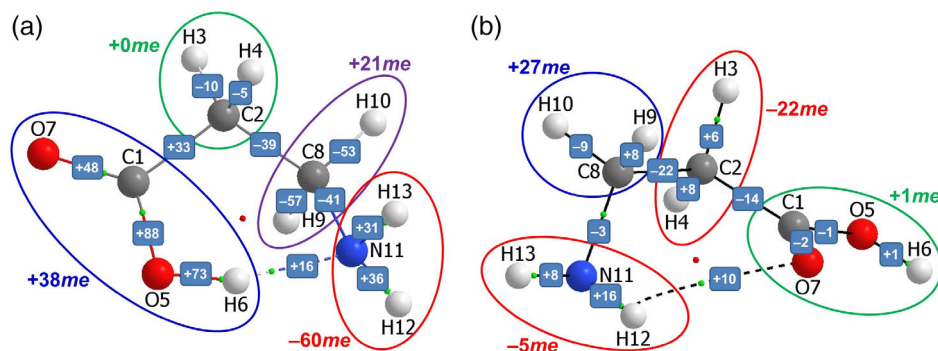 (a)
+0me
H3
H4
−10
−5
C2
+21me
H10
O7
C1
+33
−39
C8
−53
+48
−57
−41
H13
H9
+31
+88
+73
+16
N11
+36
O5
H6
+38me
H12
−60me
(b)
+27me
H3
−22me
H10
H9
+6
−9
+8
C8
−22
C2
+8
H4
−14
C1
+1me
−3
−2
−1
O5
H13
+8
N11
+1
H6
+16
+10
O7
H12
−5me